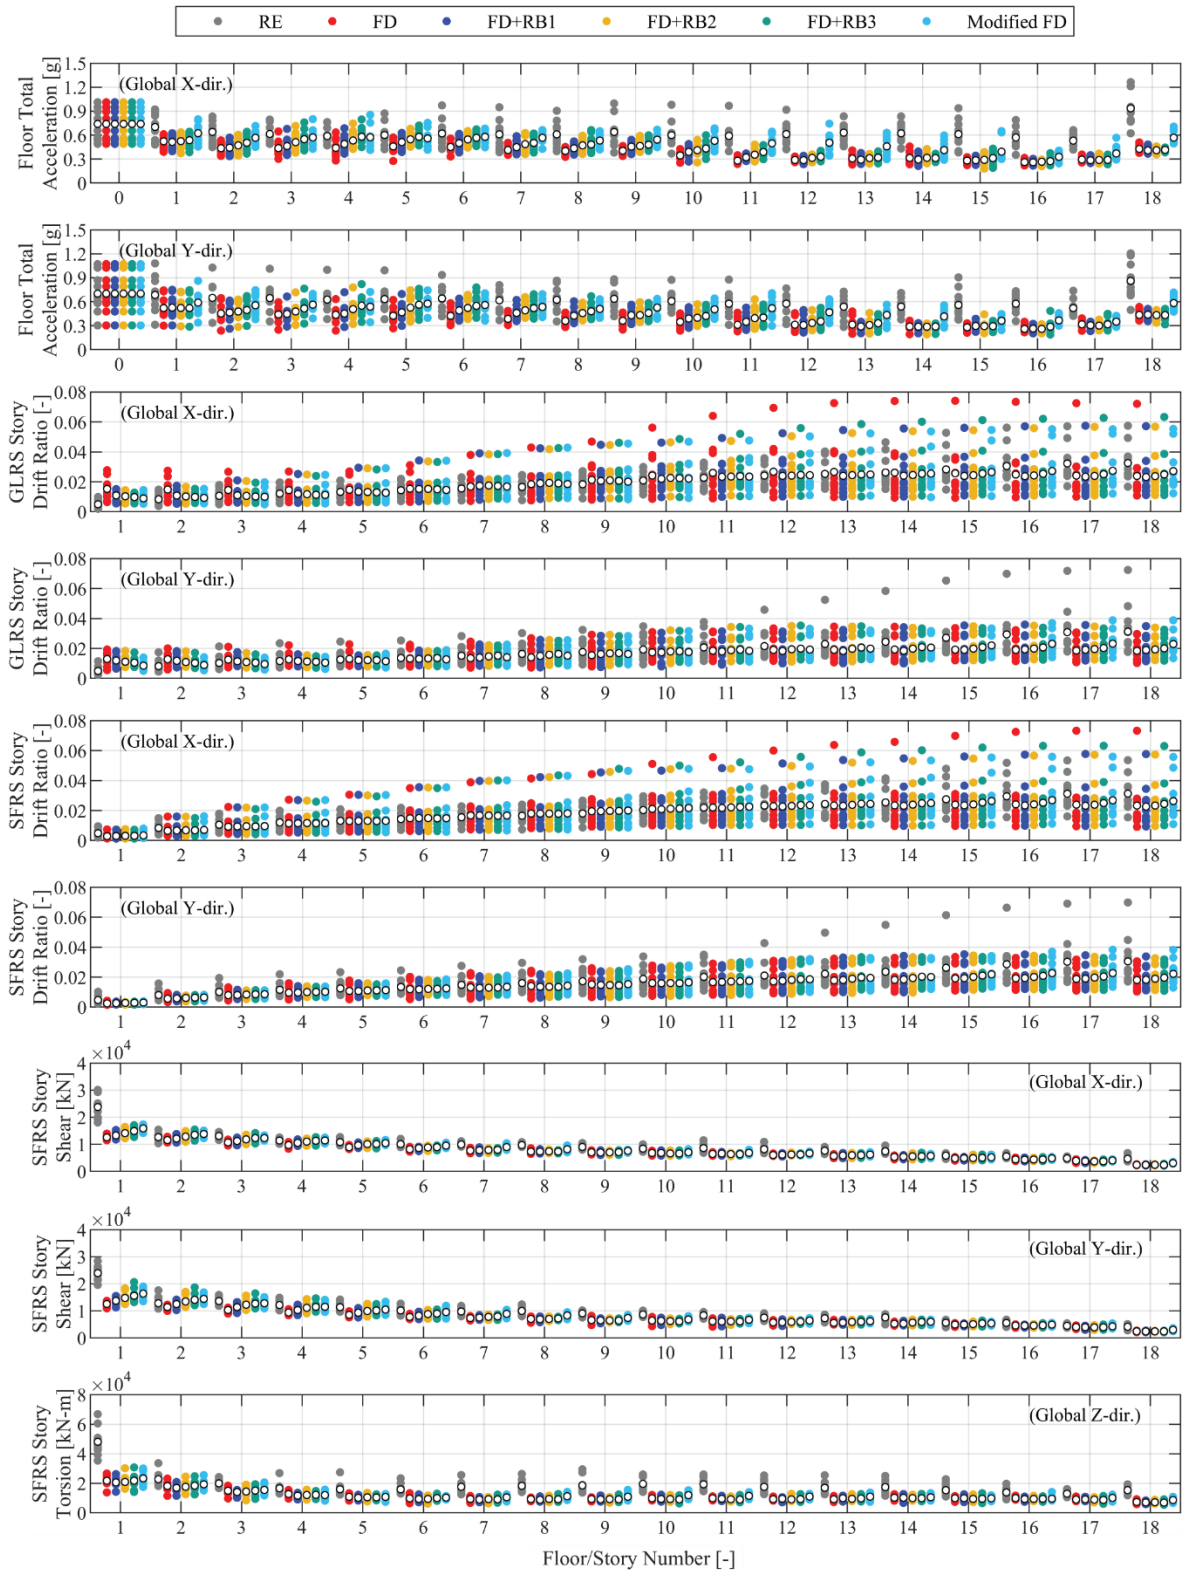 RE FD FD+RB1 FD+RB2 FD+RB3 Modified FD
Floor Total
Acceleration [g]
(Global X-dir.)
1.5
1.2
0.9
0.6
0.3
0
0 1 2 3 4 5 6 7 8 9 10 11 12 13 14 15 16 17 18
Floor Total
Acceleration [g]
(Global Y-dir.)
1.5
1.2
0.9
0.6
0.3
0
0 1 2 3 4 5 6 7 8 9 10 11 12 13 14 15 16 17 18
GLRS Story
Drift Ratio [-]
(Global X-dir.)
0.08
0.06
0.04
0.02
0
1 2 3 4 5 6 7 8 9 10 11 12 13 14 15 16 17 18
GLRS Story
Drift Ratio [-]
(Global Y-dir.)
0.08
0.06
0.04
0.02
0
1 2 3 4 5 6 7 8 9 10 11 12 13 14 15 16 17 18
SFRS Story
Drift Ratio [-]
(Global X-dir.)
0.08
0.06
0.04
0.02
0
1 2 3 4 5 6 7 8 9 10 11 12 13 14 15 16 17 18
SFRS Story
Drift Ratio [-]
(Global Y-dir.)
0.08
0.06
0.04
0.02
0
1 2 3 4 5 6 7 8 9 10 11 12 13 14 15 16 17 18
SFRS Story
Shear [kN]
×10⁴
(Global X-dir.)
4
3
2
1
0
1 2 3 4 5 6 7 8 9 10 11 12 13 14 15 16 17 18
SFRS Story
Shear [kN]
×10⁴
(Global Y-dir.)
4
3
2
1
0
1 2 3 4 5 6 7 8 9 10 11 12 13 14 15 16 17 18
SFRS Story
Torsion [kN-m]
×10⁴
(Global Z-dir.)
8
6
4
2
0
1 2 3 4 5 6 7 8 9 10 11 12 13 14 15 16 17 18
Floor/Story Number [-]